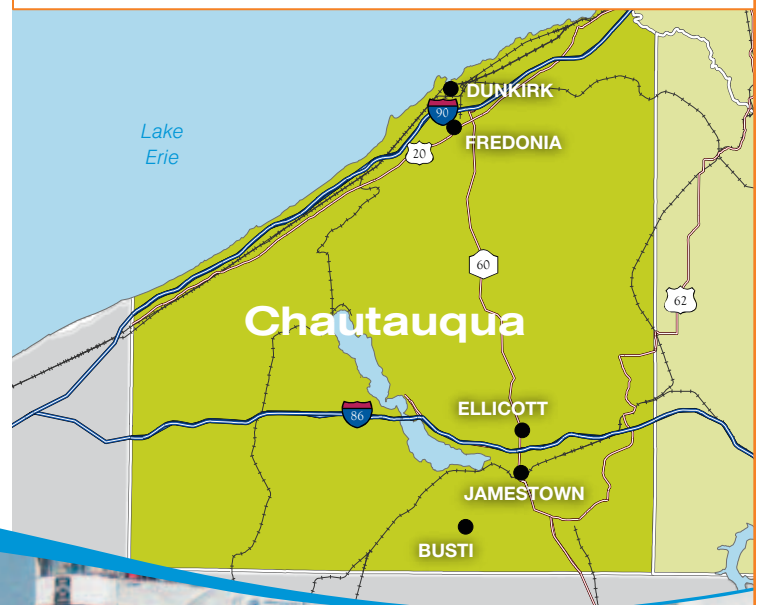 DUNKIRK
90
Lake
Erie
FREDONIA
20
60
62
Chautauqua
ELLICOTT
86
JAMESTOWN
BUSTI